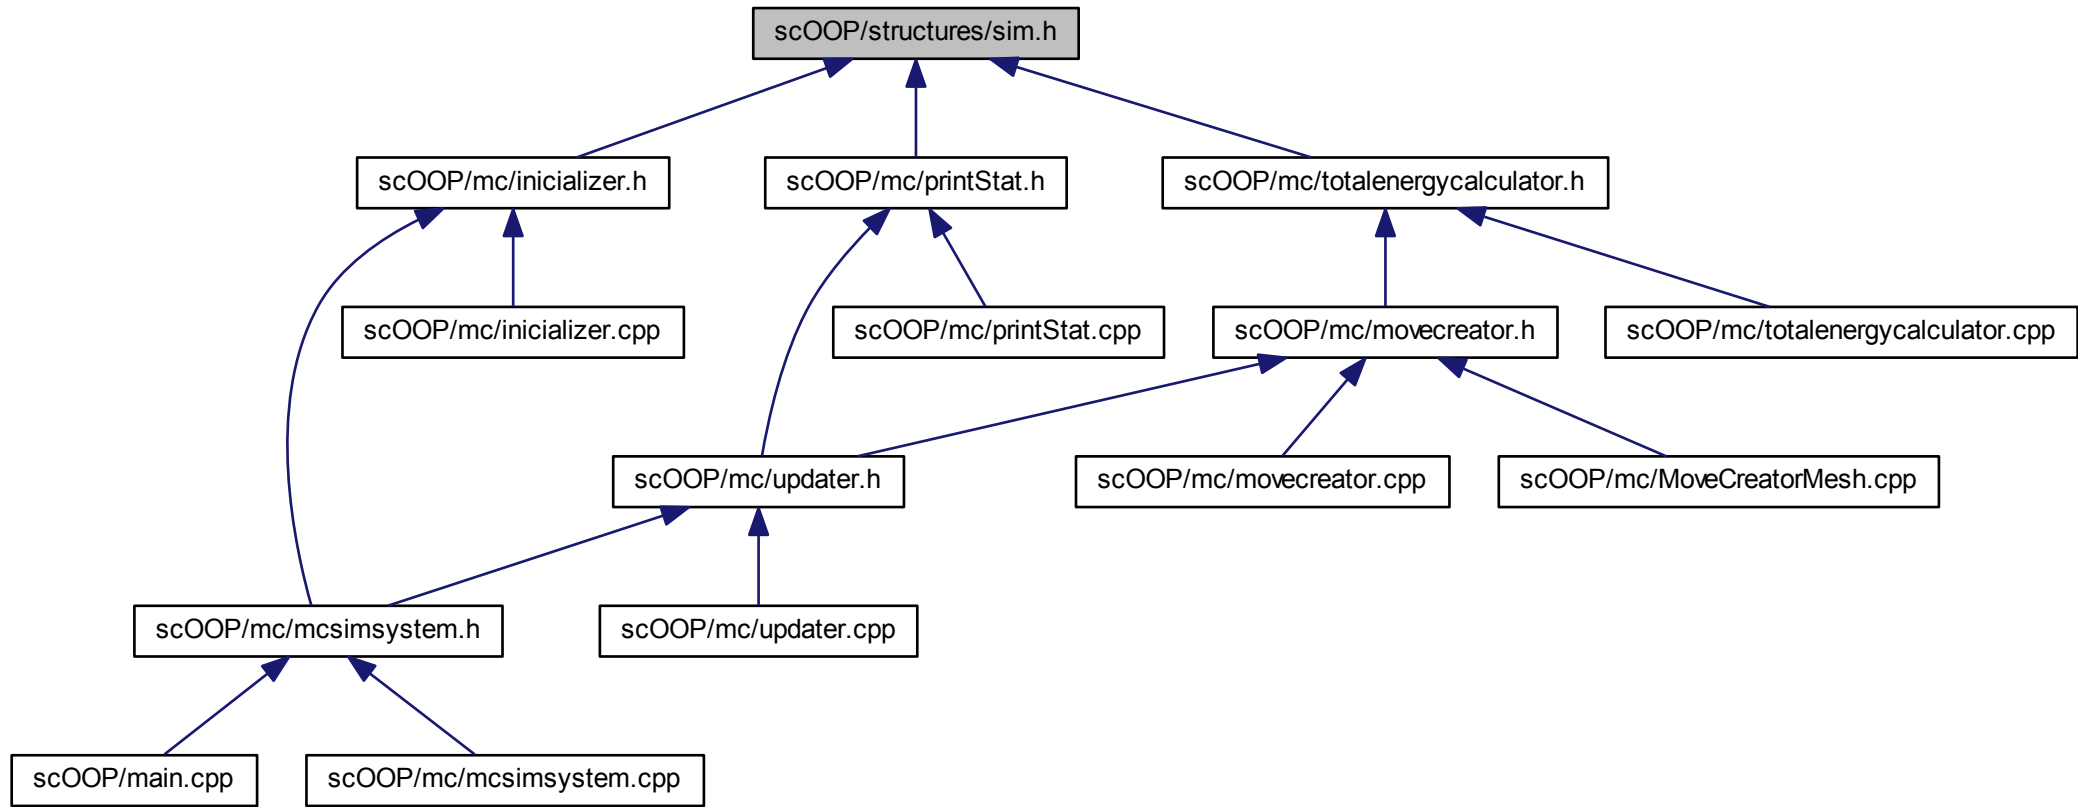 scOOP/structures/sim.h
scOOP/mc/inicializer.h
scOOP/mc/printStat.h
scOOP/mc/totalenergycalculator.h
scOOP/mc/inicializer.cpp
scOOP/mc/printStat.cpp
scOOP/mc/movecreator.h
scOOP/mc/totalenergycalculator.cpp
scOOP/mc/updater.h
scOOP/mc/movecreator.cpp
scOOP/mc/MoveCreatorMesh.cpp
scOOP/mc/mcsimsystem.h
scOOP/mc/updater.cpp
scOOP/main.cpp
scOOP/mc/mcsimsystem.cpp